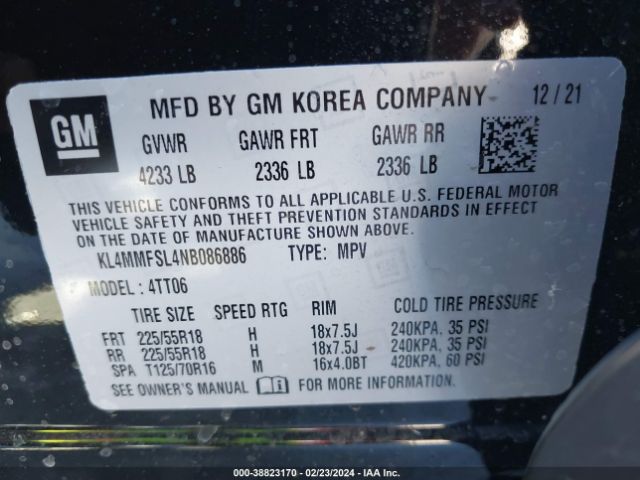 GM
MFD BY GM KOREA COMPANY 12/21
GVWR GAWR FRT GAWR RR
4233 LB 2336 LB 2336 LB
THIS VEHICLE CONFORMS TO ALL APPLICABLE U.S. FEDERAL MOTOR
VEHICLE SAFETY AND THEFT PREVENTION STANDARDS IN EFFECT
ON THE DATE OF MANUFACTURE SHOWN ABOVE.
KL4MMFSL4NB086886 TYPE: MPV
MODEL: 4TT06
TIRE SIZE SPEED RTG RIM COLD TIRE PRESSURE
FRT 225/55R18 H 18x7.5J 240KPA, 35 PSI
RR 225/55R18 H 18x7.5J 240KPA, 35 PSI
SPA T125/70R16 M 16x4.0BT 420KPA, 60 PSI
SEE OWNER'S MANUAL FOR MORE INFORMATION.
000-38823170 - 02/23/2024 - IAA Inc.